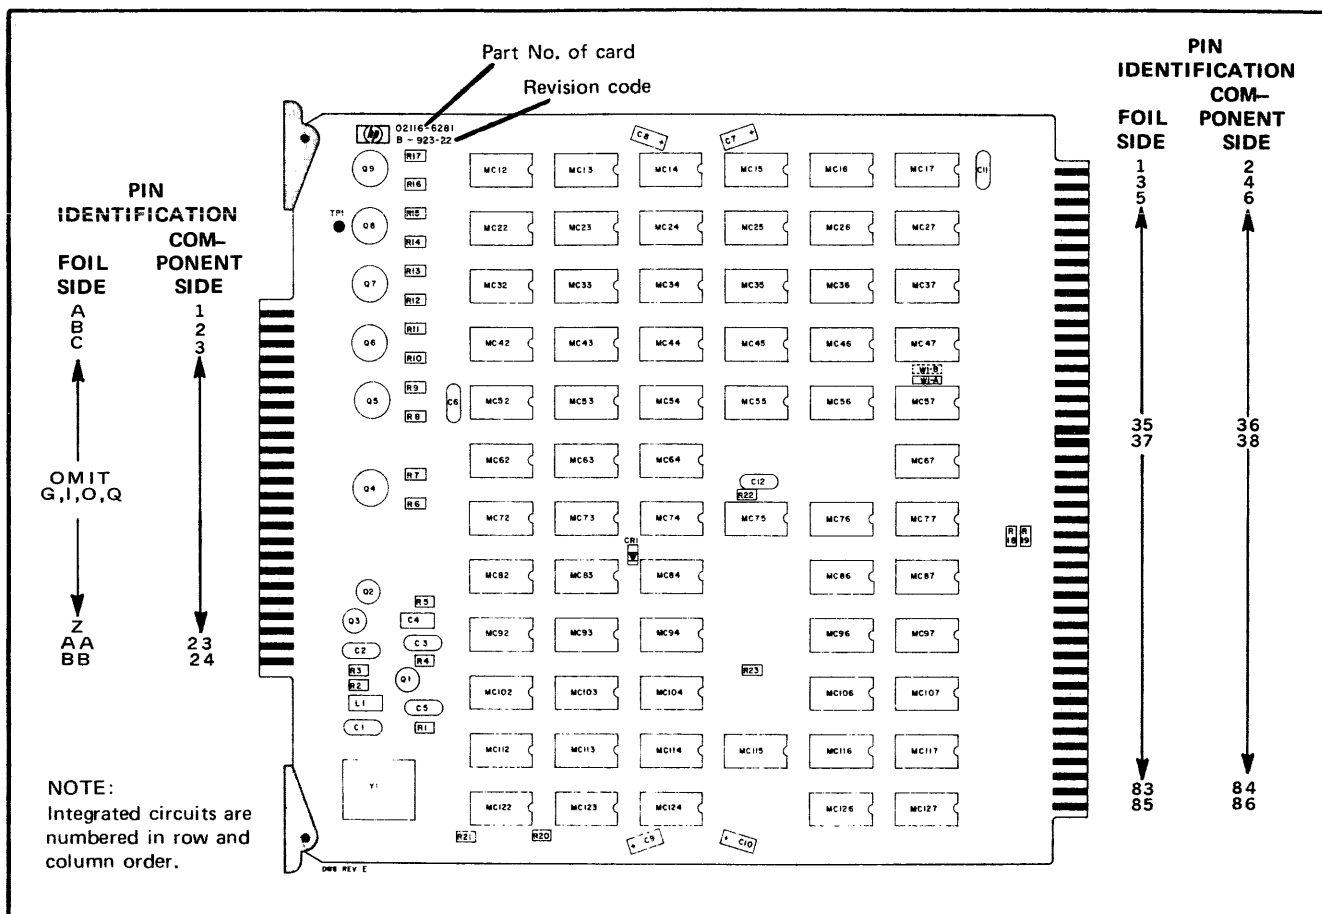 Part No. of card
Revision code
hp 02116-6281
B - 923-22
PIN
IDENTIFICATION
FOIL
SIDE
COM-
PONENT
SIDE
1 2
3 4
5 6
35 36
37 38
83 84
85 86
PIN
IDENTIFICATION
FOIL
SIDE
COM-
PONENT
SIDE
A 1
B 2
C 3
OMIT
G,I,O,Q
Z
AA 23
BB 24
C8 + C7 +
Q9 R17 MC12 MC13 MC14 MC15 MC16 MC17 C11
R16
TP1 Q8 R15 MC22 MC23 MC24 MC25 MC26 MC27
R14
Q7 R13 MC32 MC33 MC34 MC35 MC36 MC37
R12
Q6 R11 MC42 MC43 MC44 MC45 MC46 MC47
R10
W1-B
W1-A
Q5 R9 C6 MC52 MC53 MC54 MC55 MC56 MC57
R8
MC62 MC63 MC64 MC67
Q4 R7 C12
R6 R22
MC72 MC73 MC74 MC75 MC76 MC77
R18 R19
CR1
MC82 MC83 MC84 MC86 MC87
Q2 R5
Q3 C4
MC92 MC93 MC94 MC96 MC97
C2 C3
R3 R4 R23
R2 Q1
MC102 MC103 MC104 MC106 MC107
L1 C5
C1 R1
MC112 MC113 MC114 MC115 MC116 MC117
Y1
MC122 MC123 MC124 MC126 MC127
R21 R20 + C9 + C10
DWG REV E
NOTE:
Integrated circuits are
numbered in row and
column order.